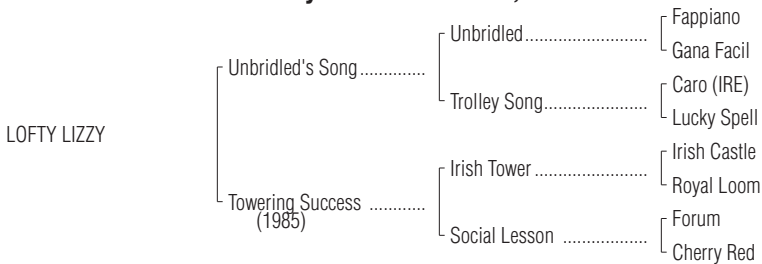 Fappiano
Unbridled..............................
Gana Facil
Unbridled's Song..............
Caro (IRE)
Trolley Song.........................
Lucky Spell
LOFTY LIZZY
Irish Castle
Irish Tower............................
Royal Loom
Towering Success ............
(1985)
Forum
Social Lesson .....................
Cherry Red